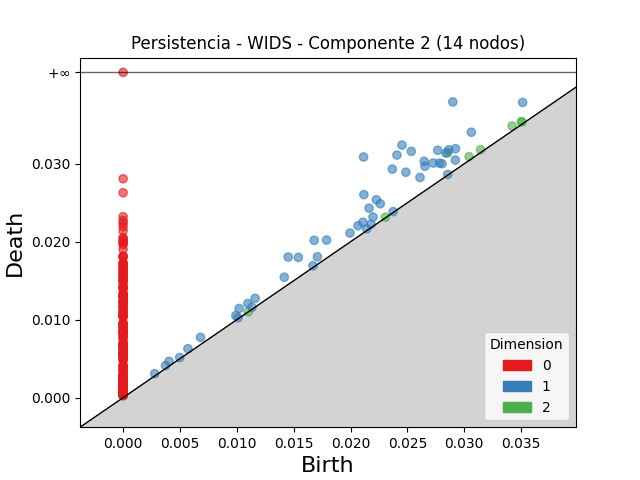 Persistencia - WIDS - Componente 2 (14 nodos)
+∞
0.030
0.020
0.010
0.000
Death
Dimension
0
1
2
0.000 0.005 0.010 0.015 0.020 0.025 0.030 0.035
Birth